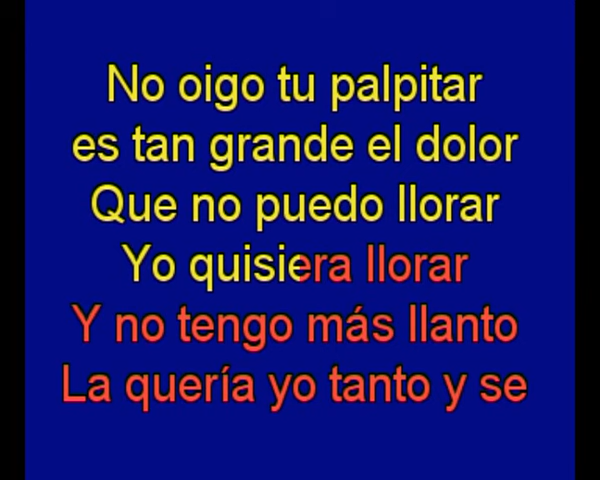 No oigo tu palpitar
es tan grande el dolor
Que no puedo llorar
Yo quisiera llorar
Y no tengo más llanto
La quería yo tanto y se